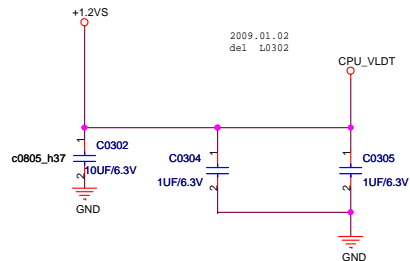 +1.2VS
2009.01.02
del L0302
CPU_VLDT
1
C0302
c0805_h37
10UF/6.3V
2
GND
1
C0304
1UF/6.3V
2
1
C0305
1UF/6.3V
2
GND